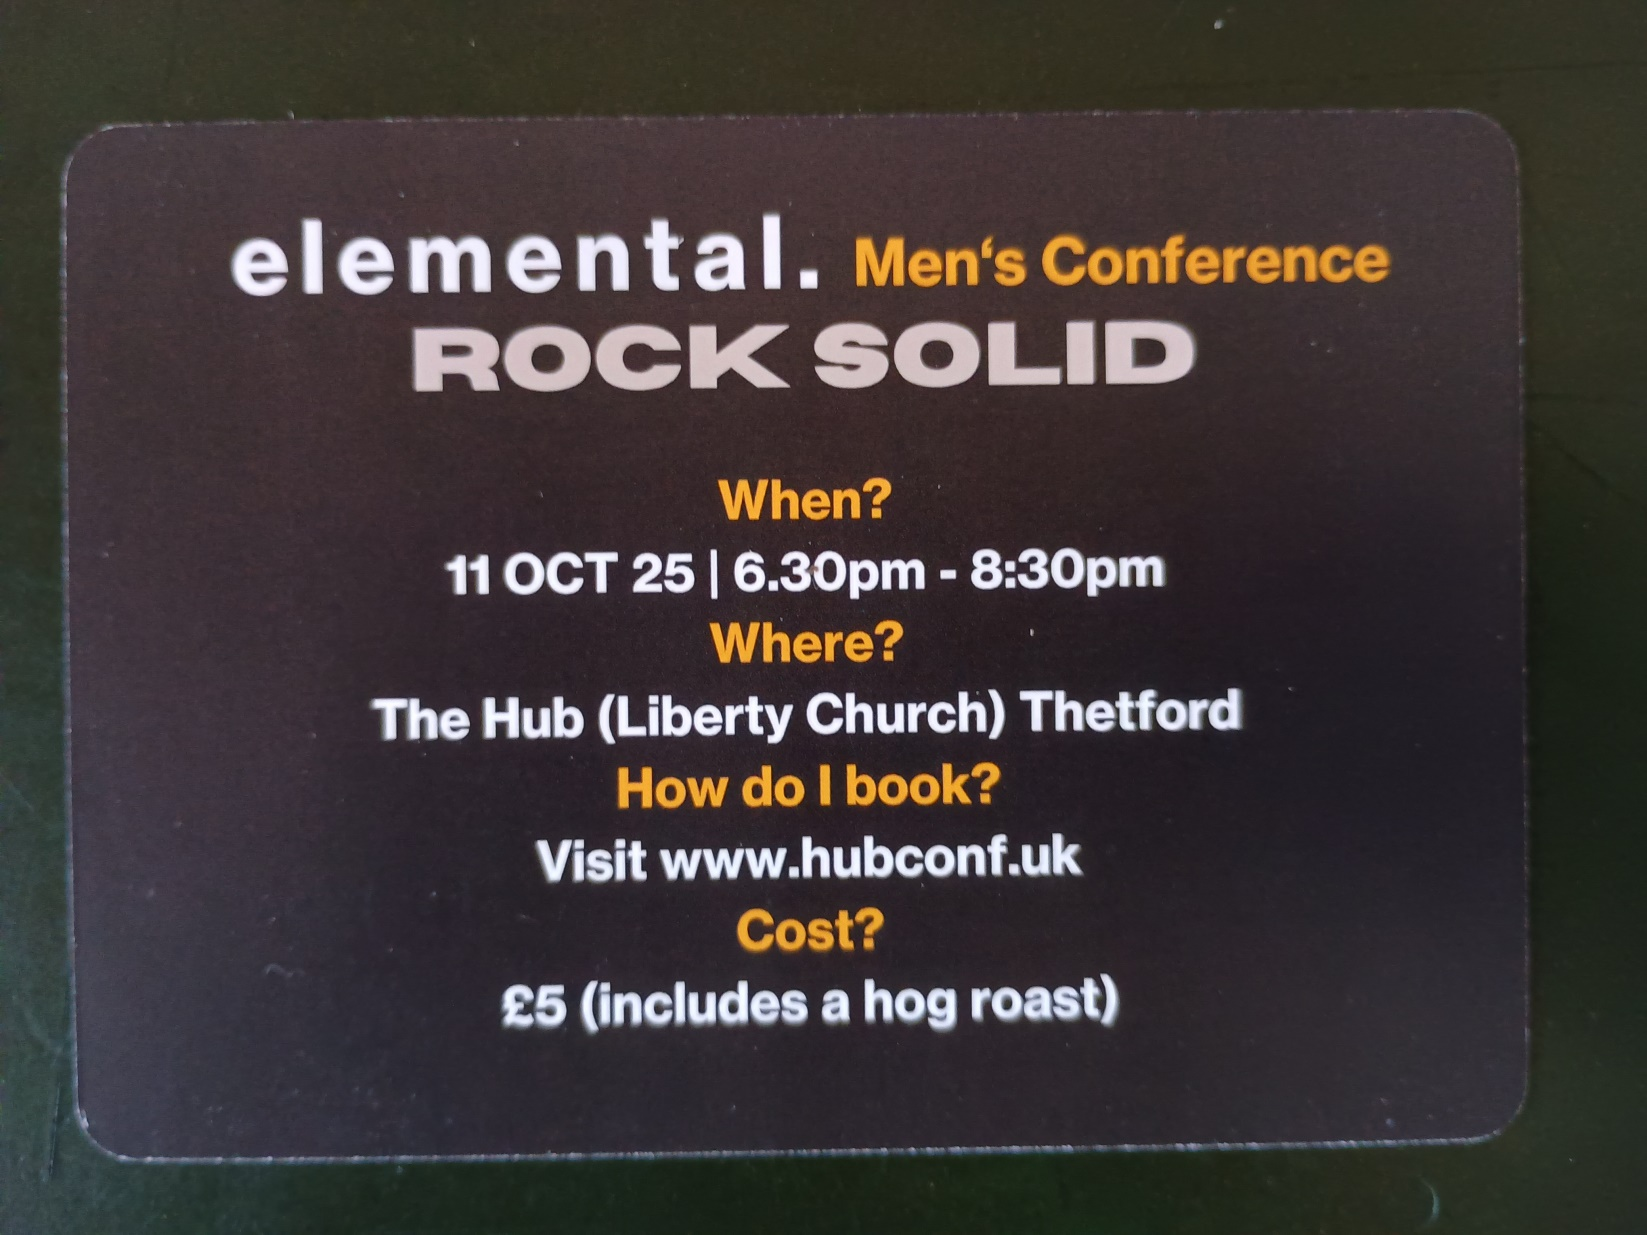 elemental. Men‘s Conference
ROCK SOLID
When?
11 OCT 25 | 6.30pm - 8:30pm
Where?
The Hub (Liberty Church) Thetford
How do I book?
Visit www.hubconf.uk
Cost?
£5 (includes a hog roast)